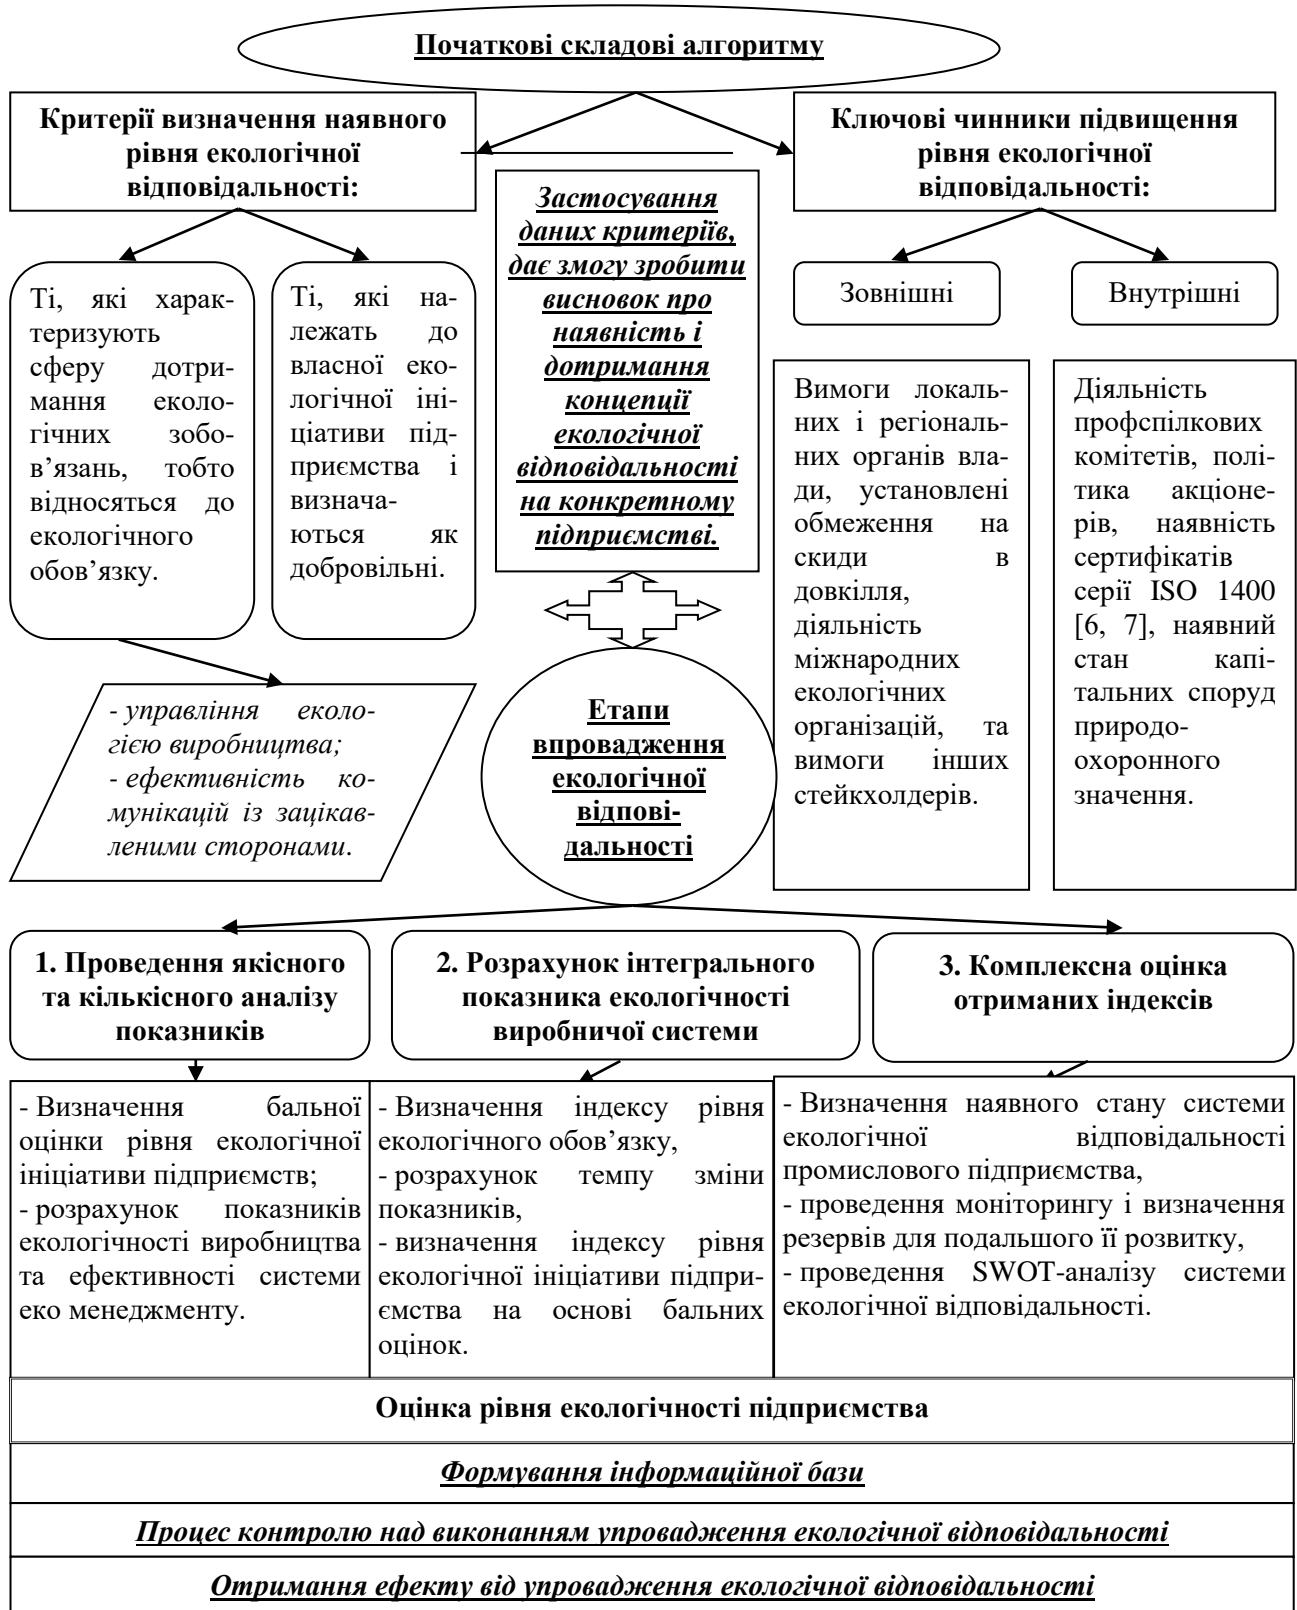 Початкові складові алгоритму
Критерії визначення наявного
рівня екологічної
відповідальності:
Ключові чинники підвищення
рівня екологічної
відповідальності:
Застосування
даних критеріїв,
дає змогу зробити
висновок про
наявність і
дотримання
концепції
екологічної
відповідальності
на конкретному
підприємстві.
Ті, які харак-
теризують
сферу дотри-
мання еколо-
гічних зобо-
в’язань, тобто
відносяться до
екологічного
обов’язку.
Ті, які на-
лежать до
власної еко-
логічної іні-
ціативи під-
приємства і
визнача-
ються як
добровільні.
Зовнішні
Внутрішні
Вимоги локаль-
них і регіональ-
них органів вла-
ди, установлені
обмеження на
скиди в
довкілля,
діяльність
міжнародних
екологічних
організацій, та
вимоги інших
стейкхолдерів.
Діяльність
профспілкових
комітетів, полі-
тика акціоне-
рів, наявність
сертифікатів
серії ISO 1400
[6, 7], наявний
стан капі-
тальних споруд
природо-
охоронного
значення.
- управління еколо-
гією виробництва;
- ефективність ко-
мунікацій із зацікав-
леними сторонами.
Етапи
впровадження
екологічної
відпові-
дальності
1. Проведення якісного
та кількісного аналізу
показників
2. Розрахунок інтегрального
показника екологічності
виробничої системи
3. Комплексна оцінка
отриманих індексів
- Визначення бальної
оцінки рівня екологічної
ініціативи підприємств;
- розрахунок показників
екологічності виробництва
та ефективності системи
еко менеджменту.
- Визначення індексу рівня
екологічного обов’язку,
- розрахунок темпу зміни
показників,
- визначення індексу рівня
екологічної ініціативи підпри-
ємства на основі бальних
оцінок.
- Визначення наявного стану системи
екологічної відповідальності
промислового підприємства,
- проведення моніторингу і визначення
резервів для подальшого її розвитку,
- проведення SWOT-аналізу системи
екологічної відповідальності.
Оцінка рівня екологічності підприємства
Формування інформаційної бази
Процес контролю над виконанням упровадження екологічної відповідальності
Отримання ефекту від упровадження екологічної відповідальності